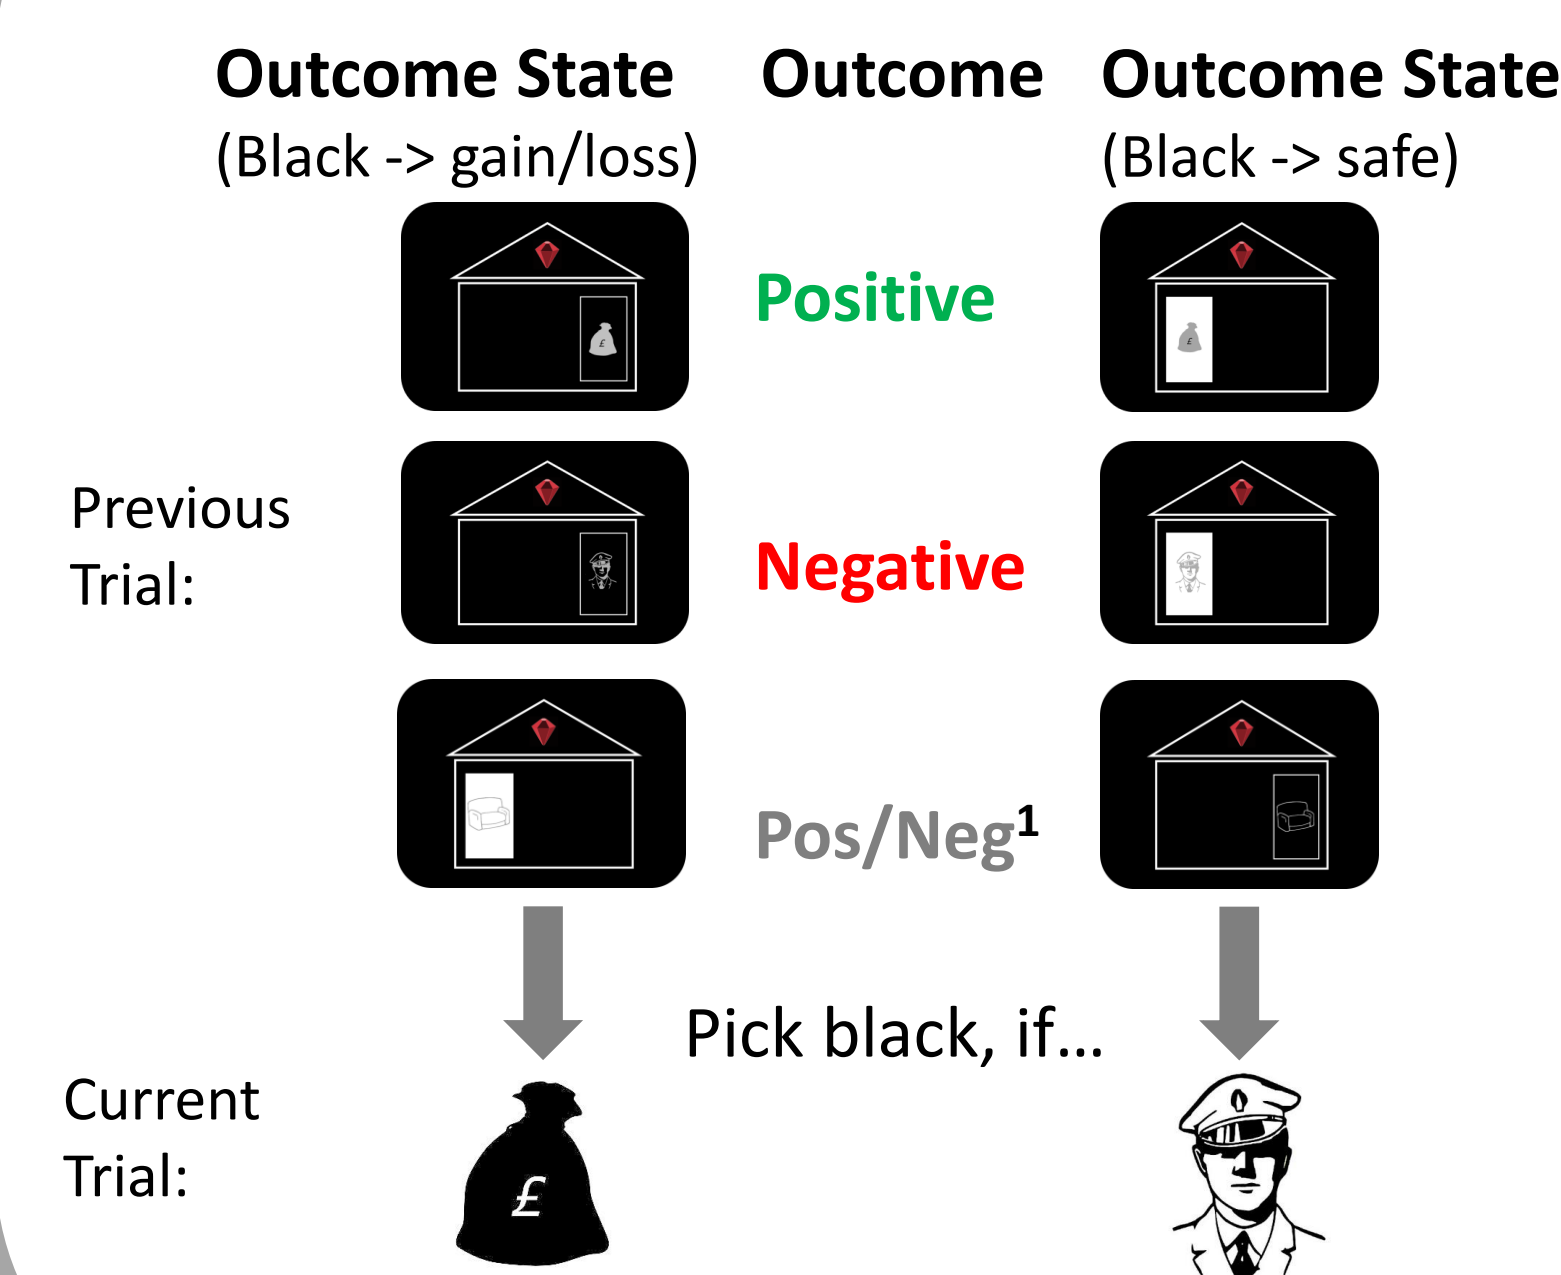 Outcome State Outcome Outcome State
(Black -> gain/loss) (Black -> safe)
£ Positive £
Previous
Trial:
Negative
Pos/Neg¹
Pick black, if...
Current
Trial:
£